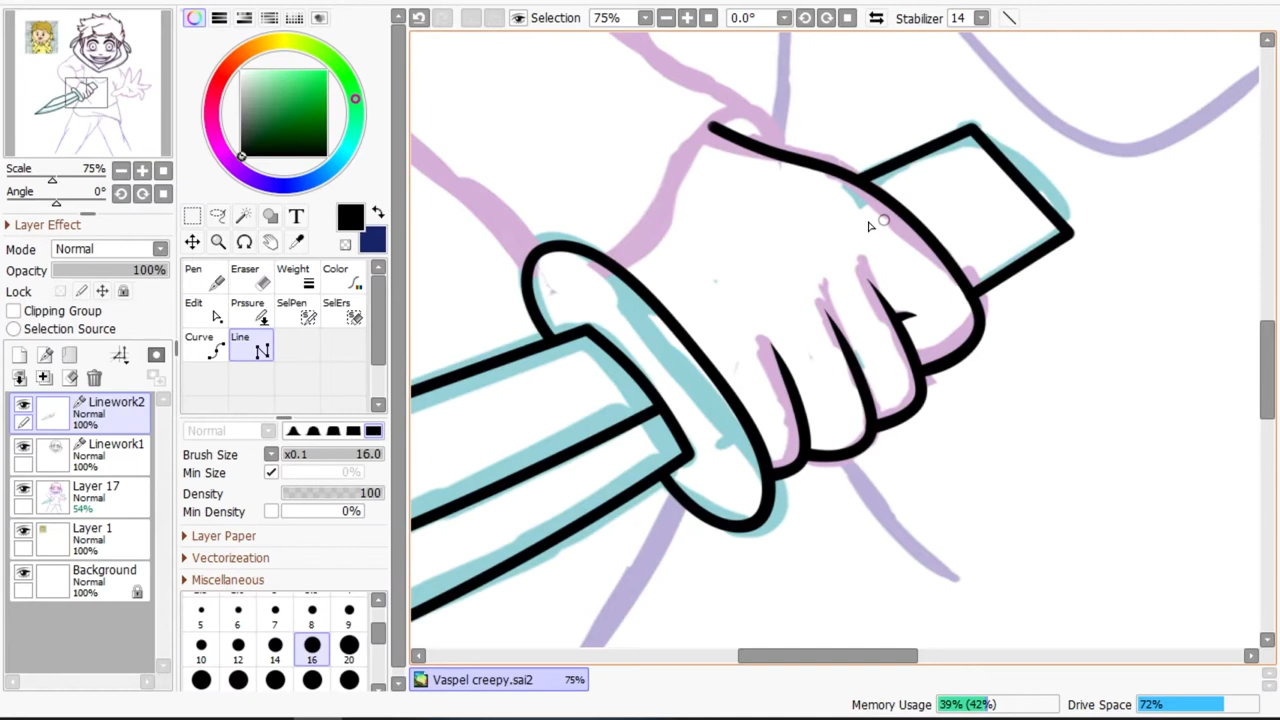 Selection
75%
0.0°
Stabilizer
14
Scale
75%
Angle
0°
Layer Effect
Mode
Normal
Opacity
100%
Lock
Clipping Group
Selection Source
Linework2
Normal
100%
Linework1
Normal
100%
Layer 17
Normal
54%
Layer 1
Normal
100%
Background
Normal
100%
T
Pen
Eraser
Weight
Color
Edit
Prssure
SelPen
SelErs
Curve
Line
Normal
Brush Size
x0.1
16.0
Min Size
0%
Density
100
Min Density
0%
Layer Paper
Vectorizeation
Miscellaneous
5 6 7 8 9
10 12 14 16 20
Vaspel creepy.sai2
75%
Memory Usage
39% (42%)
Drive Space
72%